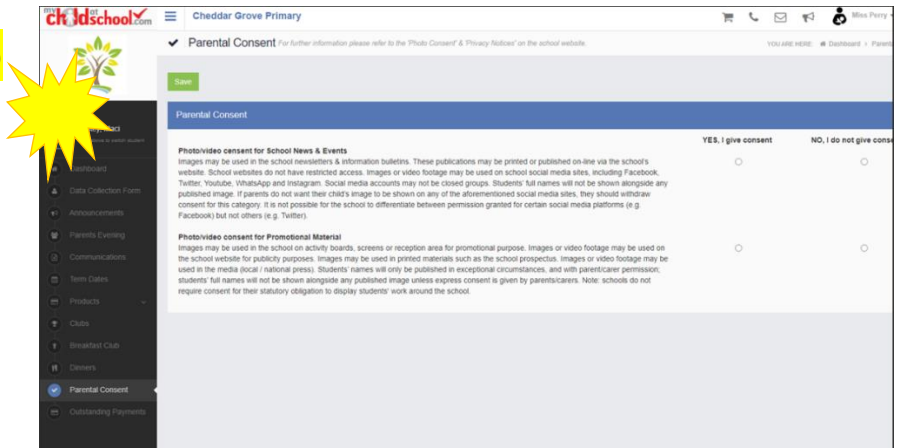 my child at school.com
Cheddar Grove Primary
Miss Perry
Parental Consent For further information please refer to the 'Photo Consent' & 'Privacy Notices' on the school website.
YOU ARE HERE: Dashboard > Parental
Save
Parental Consent
YES, I give consent NO, I do not give conse
Photo/video consent for School News & Events
Images may be used in the school newsletters & information bulletins. These publications may be printed or published on-line via the school's
website. School websites do not have restricted access. Images or video footage may be used on school social media sites, including Facebook,
Twitter, Youtube, WhatsApp and Instagram. Social media accounts may not be closed groups. Students' full names will not be shown alongside any
published image. If parents do not want their child's image to be shown on any of the aforementioned social media sites, they should withdraw
consent for this category. It is not possible for the school to differentiate between permission granted for certain social media platforms (e.g.
Facebook) but not others (e.g. Twitter).
Photo/video consent for Promotional Material
Images may be used in the school on activity boards, screens or reception area for promotional purpose. Images or video footage may be used on
the school website for publicity purposes. Images may be used in printed materials such as the school prospectus. Images or video footage may be
used in the media (local / national press). Students' names will only be published in exceptional circumstances, and with parent/carer permission;
students' full names will not be shown alongside any published image unless express consent is given by parents/carers. Note: schools do not
require consent for their statutory obligation to display students' work around the school.
to switch student
Dashboard
Data Collection Form
Announcements
Parents Evening
Communications
Term Dates
Products
Clubs
Breakfast Club
Dinners
Parental Consent
Outstanding Payments